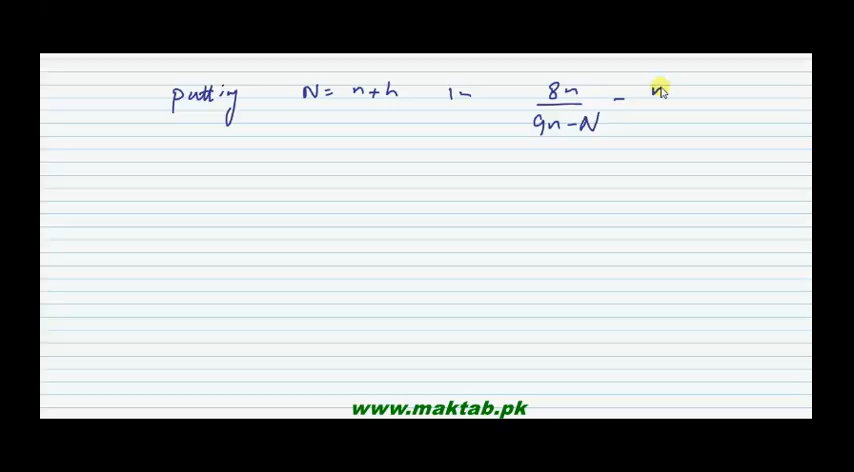 putting N = n + h in 8n / 9n - N - n
www.maktab.pk